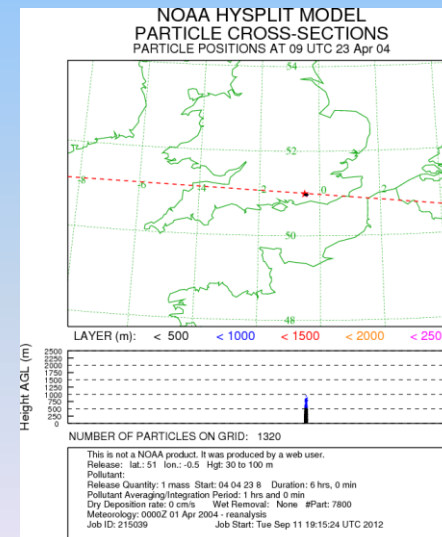 NOAA HYSPLIT MODEL
PARTICLE CROSS-SECTIONS
PARTICLE POSITIONS AT 09 UTC 23 Apr 04
54
52
-8
-6
-4
-2
0
2
50
48
LAYER (m): < 500 < 1000 < 1500 < 2000 < 250
Height AGL (m)
2500
2250
2000
1750
1500
1250
1000
750
500
250
0
NUMBER OF PARTICLES ON GRID: 1320
This is not a NOAA product. It was produced by a web user.
Release: lat.: 51 lon.: -0.5 Hgt: 30 to 100 m
Pollutant:
Release Quantity: 1 mass Start: 04 04 23 8 Duration: 6 hrs, 0 min
Pollutant Averaging/Integration Period: 1 hrs and 0 min
Dry Deposition rate: 0 cm/s Wet Removal: None #Part: 7800
Meteorology: 0000Z 01 Apr 2004 - reanalysis
Job ID: 215039 Job Start: Tue Sep 11 19:15:24 UTC 2012